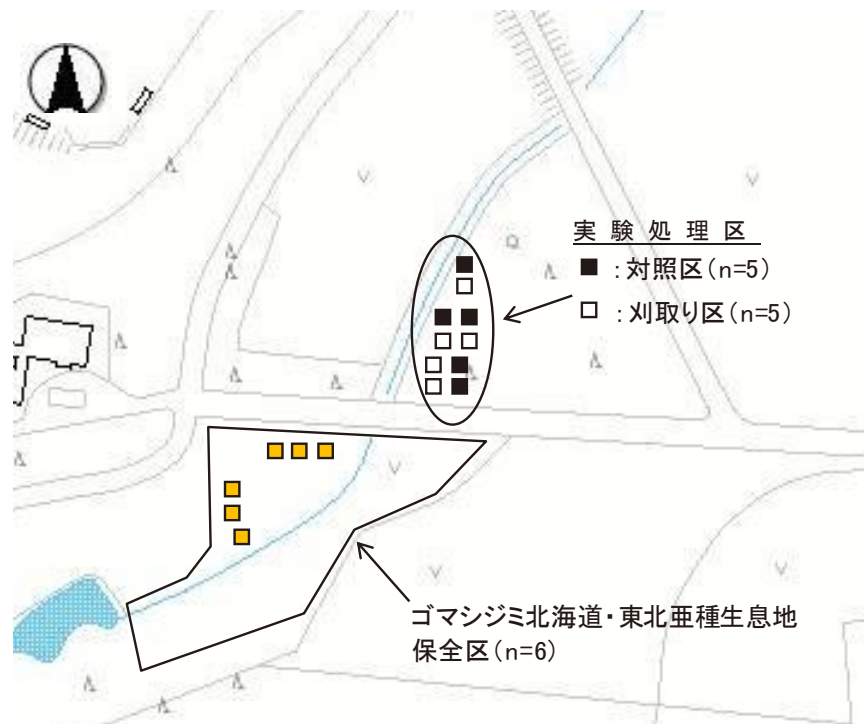 実験処理区
■：対照区(n=5)
□：刈取り区(n=5)
ゴマシジミ北海道・東北亜種生息地
保全区(n=6)